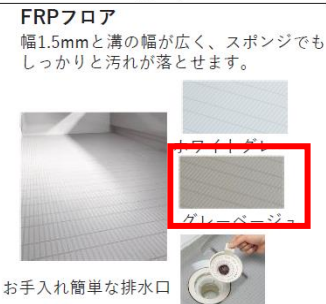 FRPフロア
幅1.5mmと溝の幅が広く、スポンジでも
しっかりと汚れが落とせます。
ホワイトグレー
グレーベージュ
お手入れ簡単な排水口